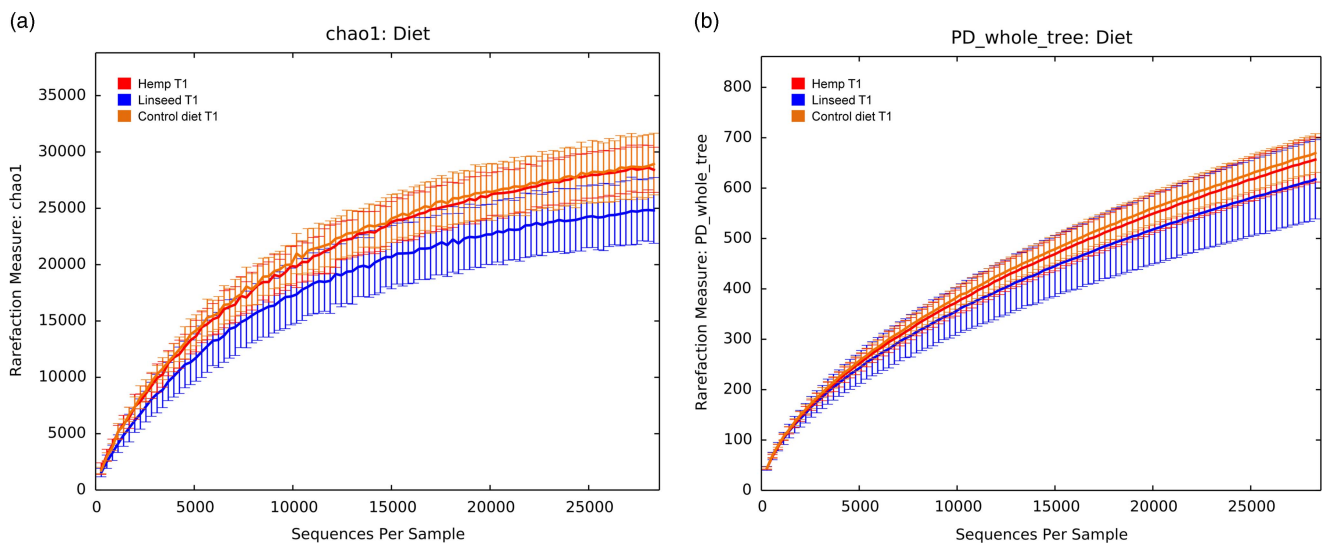 (a)
chao1: Diet
Hemp T1
Linseed T1
Control diet T1
Rarefaction Measure: chao1
35000
30000
25000
20000
15000
10000
5000
0
0 5000 10000 15000 20000 25000
Sequences Per Sample
(b)
PD_whole_tree: Diet
Hemp T1
Linseed T1
Control diet T1
Rarefaction Measure: PD_whole_tree
800
700
600
500
400
300
200
100
0
0 5000 10000 15000 20000 25000
Sequences Per Sample